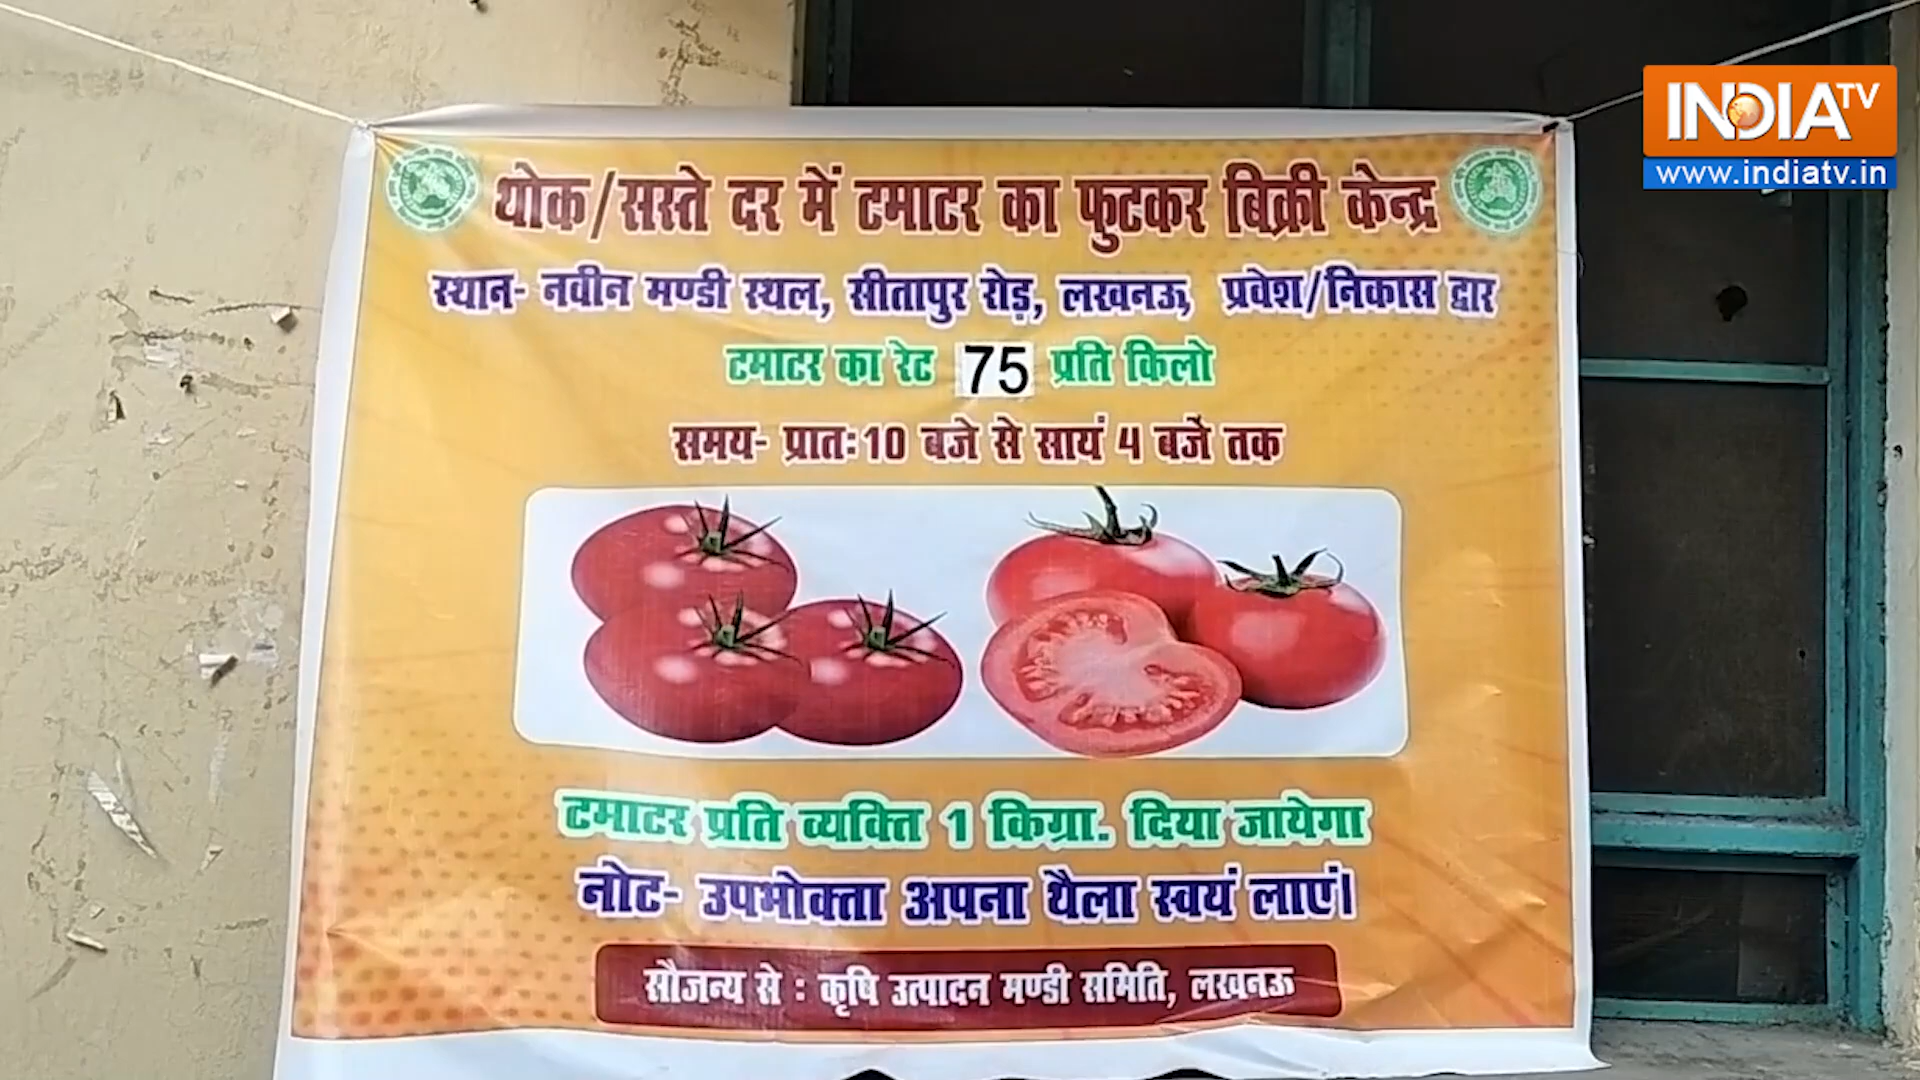 INDIA TV
www.indiatv.in
थोक/सस्ते दर में टमाटर का फुटकर बिक्री केन्द्र
स्थान- नवीन मण्डी स्थल, सीतापुर रोड़, लखनऊ, प्रवेश/निकास द्वार
टमाटर का रेट 75 प्रति किलो
समय- प्रातः10 बजे से सायं 4 बजे तक
टमाटर प्रति व्यक्ति 1 किग्रा. दिया जायेगा
नोट- उपभोक्ता अपना थैला स्वयं लाएं।
सौजन्य से : कृषि उत्पादन मण्डी समिति, लखनऊ